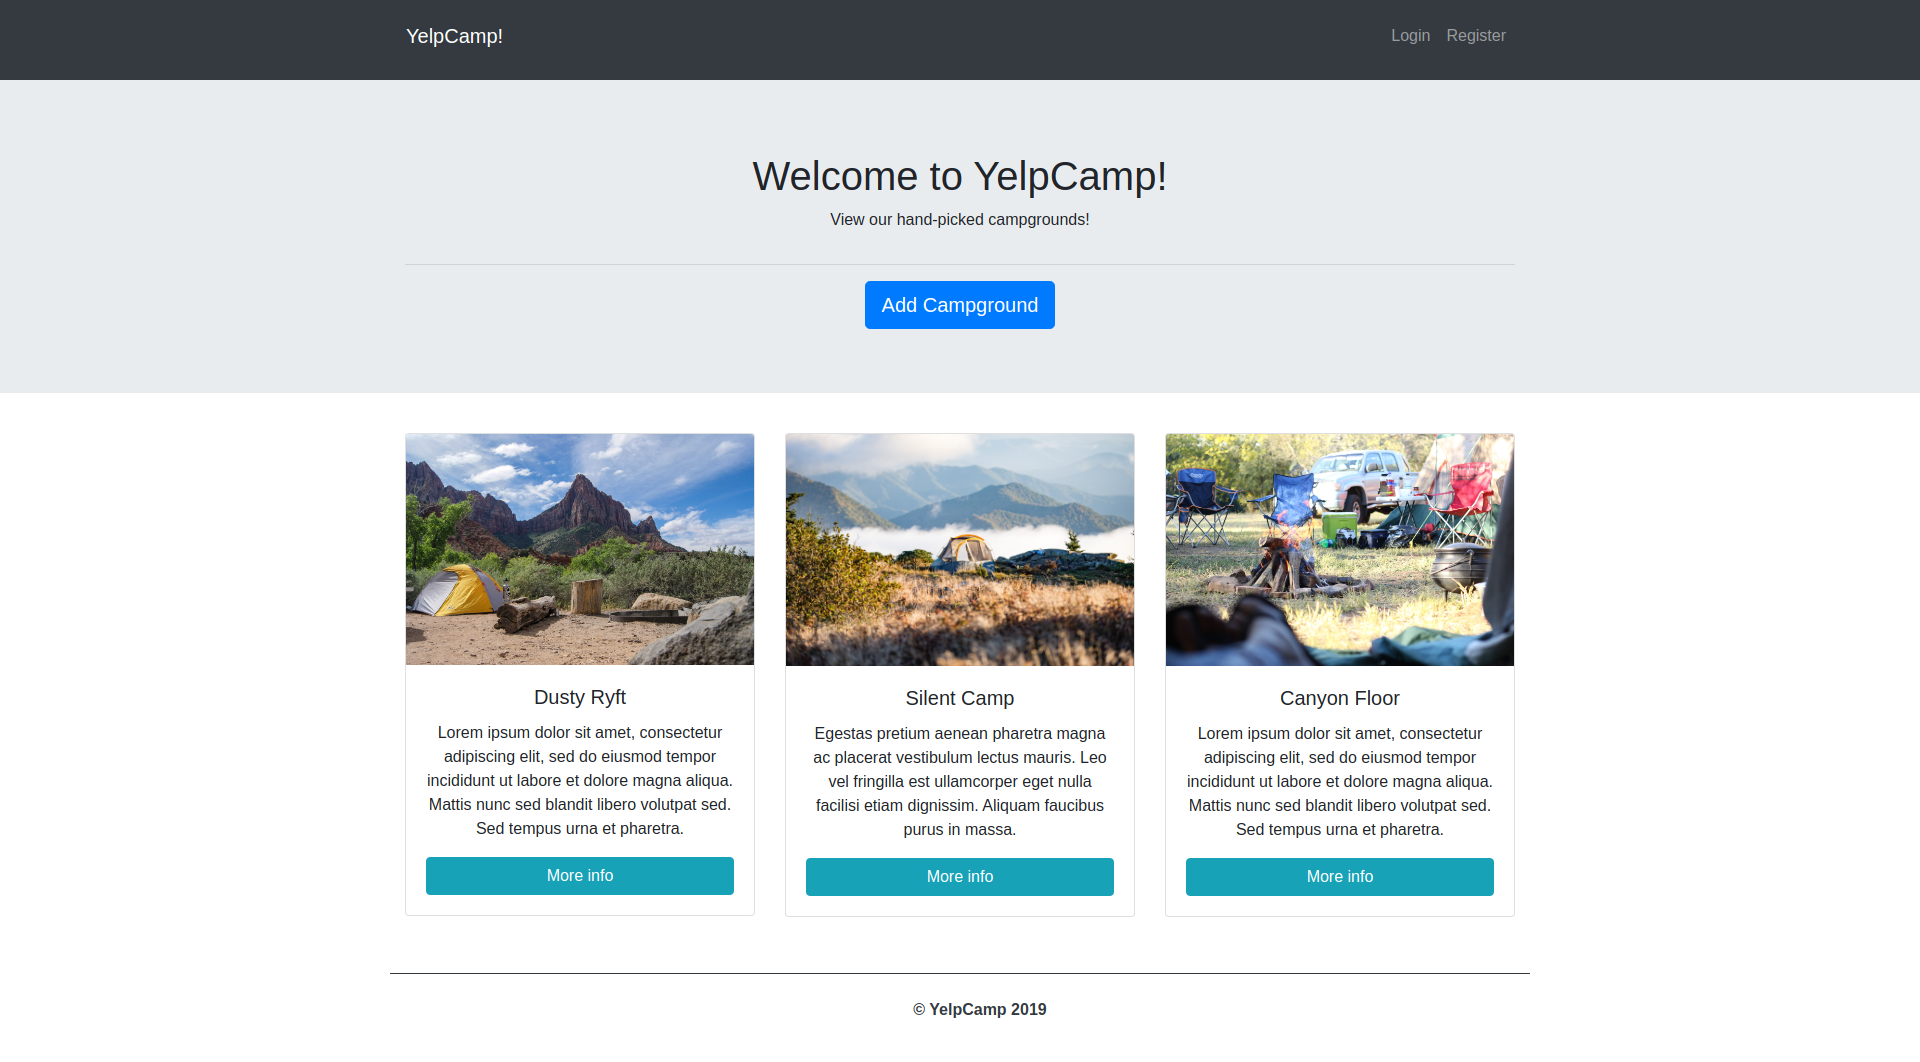 YelpCamp!
Login Register
Welcome to YelpCamp!
View our hand-picked campgrounds!
Add Campground
Dusty Ryft
Lorem ipsum dolor sit amet, consectetur
adipiscing elit, sed do eiusmod tempor
incididunt ut labore et dolore magna aliqua.
Mattis nunc sed blandit libero volutpat sed.
Sed tempus urna et pharetra.
More info
Silent Camp
Egestas pretium aenean pharetra magna
ac placerat vestibulum lectus mauris. Leo
vel fringilla est ullamcorper eget nulla
facilisi etiam dignissim. Aliquam faucibus
purus in massa.
More info
Canyon Floor
Lorem ipsum dolor sit amet, consectetur
adipiscing elit, sed do eiusmod tempor
incididunt ut labore et dolore magna aliqua.
Mattis nunc sed blandit libero volutpat sed.
Sed tempus urna et pharetra.
More info
© YelpCamp 2019